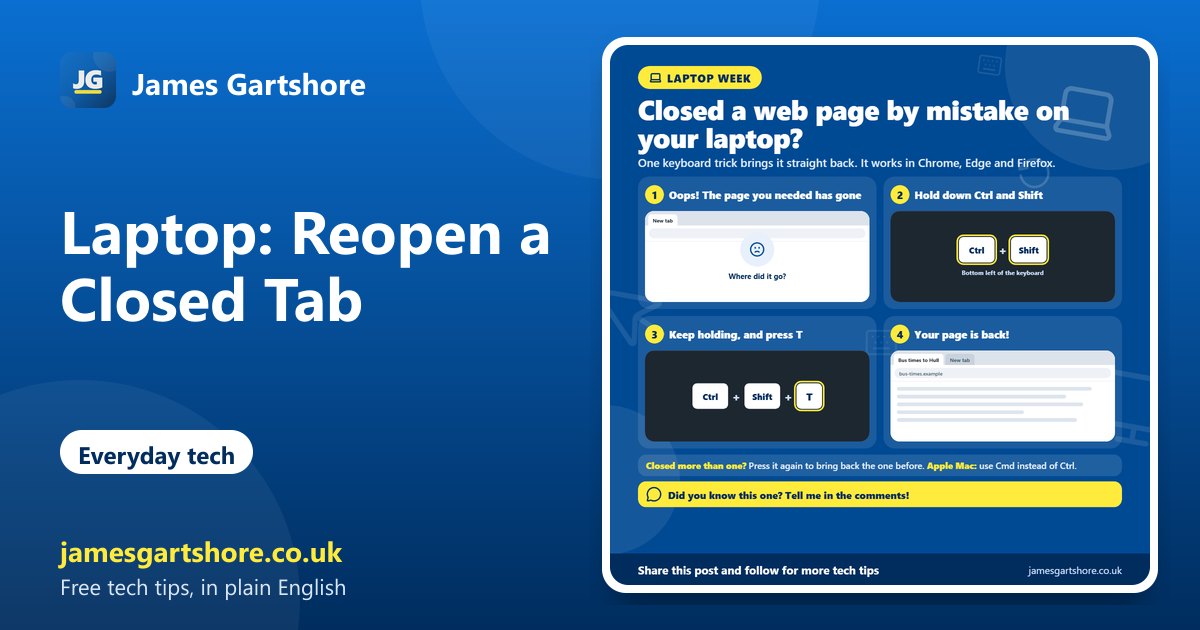 JG
James Gartshore
Laptop: Reopen a
Closed Tab
Everyday tech
jamesgartshore.co.uk
Free tech tips, in plain English
LAPTOP WEEK
Closed a web page by mistake on
your laptop?
One keyboard trick brings it straight back. It works in Chrome, Edge and Firefox.
1 Oops! The page you needed has gone
New tab
Where did it go?
2 Hold down Ctrl and Shift
Ctrl + Shift
Bottom left of the keyboard
3 Keep holding, and press T
Ctrl + Shift + T
4 Your page is back!
Bus times to Hull New tab
bus-times.example
Closed more than one? Press it again to bring back the one before. Apple Mac: use Cmd instead of Ctrl.
Did you know this one? Tell me in the comments!
Share this post and follow for more tech tips
jamesgartshore.co.uk